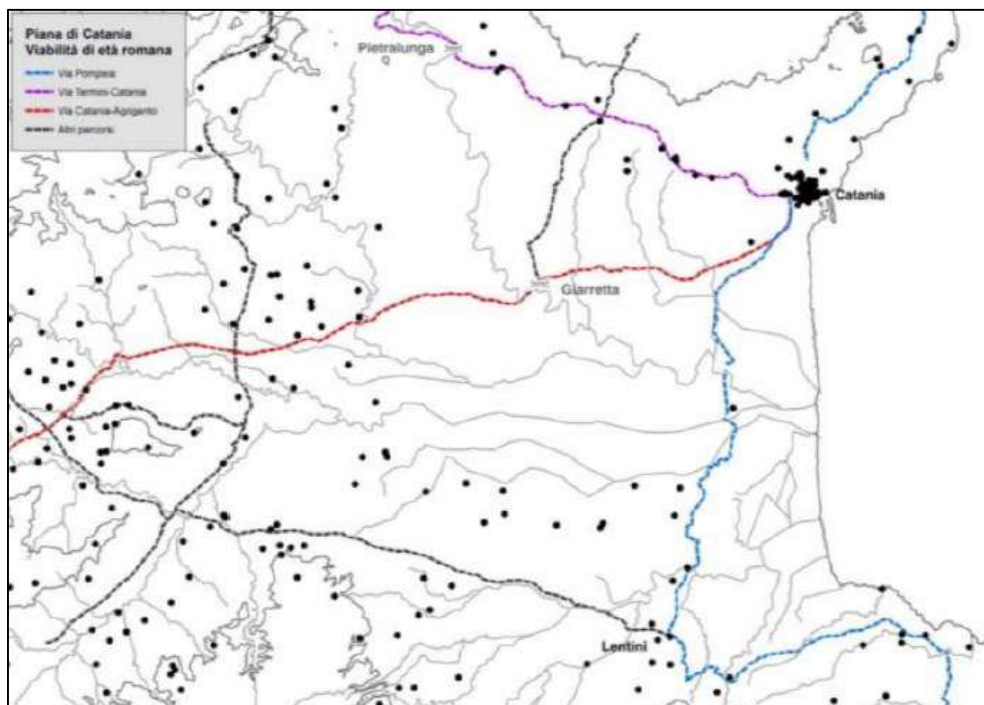 Piana di Catania
Viabilità di età romana
Via Pompeia
Via Termini-Catania
Via Catania-Agrigento
Altri percorsi
Pietralunga
Catania
Giarretta
Lentini